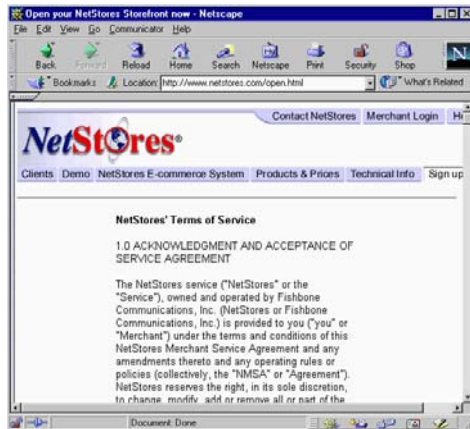 Open your NetStores Storefront now - Netscape
File Edit View Go Communicator Help
Back Forward Reload Home Search Netscape Print Security Shop
Bookmarks Location: http://www.netstores.com/open.html What's Related
Contact NetStores Merchant Login
NetStores®
Clients Demo NetStores E-commerce System Products & Prices Technical Info Sign up
NetStores' Terms of Service
1.0 ACKNOWLEDGMENT AND ACCEPTANCE OF
SERVICE AGREEMENT
The NetStores service ("NetStores" or the
"Service"), owned and operated by Fishbone
Communications, Inc. (NetStores or Fishbone
Communications, Inc.) is provided to you ("you" or
"Merchant") under the terms and conditions of this
NetStores Merchant Service Agreement and any
amendments thereto and any operating rules or
policies (collectively, the "NMSA" or "Agreement").
NetStores reserves the right, in its sole discretion,
to change, modify, add or remove all or part of the
Document: Done